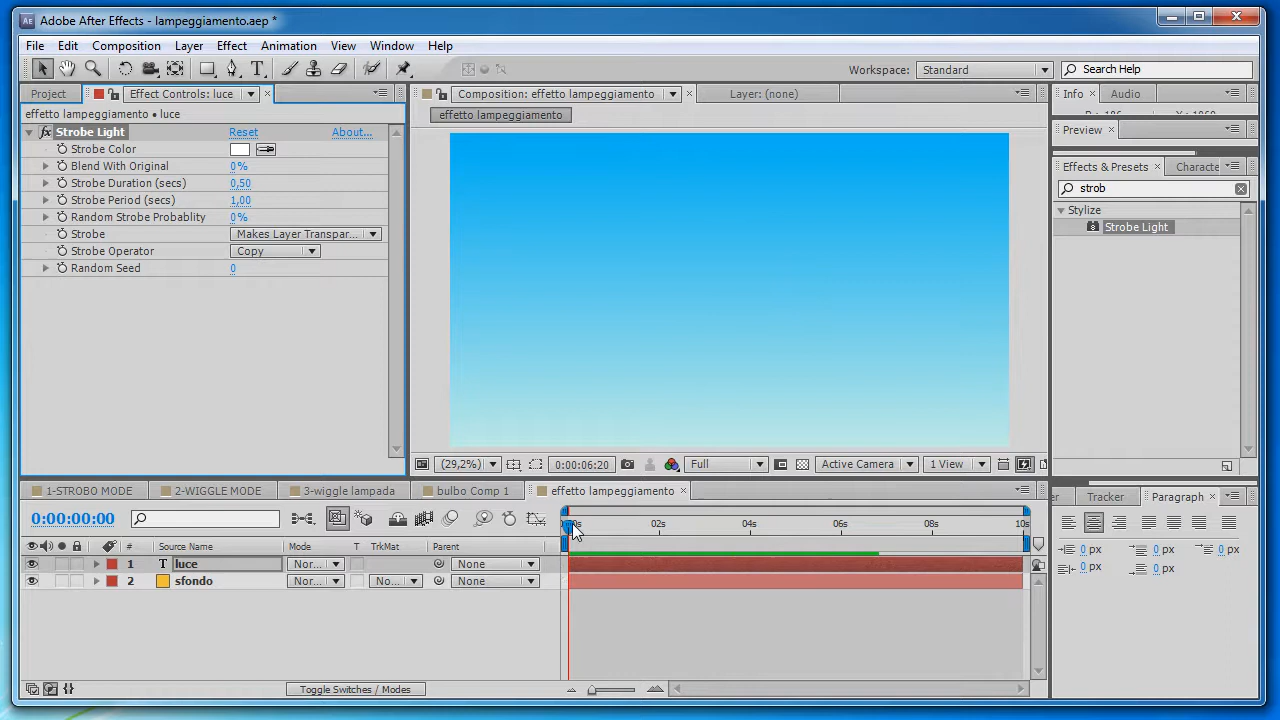 Adobe After Effects - lampeggiamento.aep *
File Edit Composition Layer Effect Animation View Window Help
Workspace: Standard Search Help
Project Effect Controls: luce
Composition: effetto lampeggiamento Layer: (none)
Info Audio
effetto lampeggiamento • luce
effetto lampeggiamento
Preview
Strobe Light Reset About...
Strobe Color
Blend With Original 0%
Strobe Duration (secs) 0,50
Strobe Period (secs) 1,00
Random Strobe Probablity 0%
Strobe Makes Layer Transpar...
Strobe Operator Copy
Random Seed 0
Effects & Presets Characte
strob
Stylize
Strobe Light
(29,2%) 0:00:06:20 Full Active Camera 1 View
1-STROBO MODE 2-WIGGLE MODE 3-wiggle lampada bulbo Comp 1 effetto lampeggiamento
er Tracker Paragraph
0:00:00:00
02s 04s 06s 08s 10s
# Source Name Mode T TrkMat Parent
1 T luce Nor... None
2 sfondo Nor... No... None
0 px 0 px 0 px
0 px 0 px
Toggle Switches / Modes